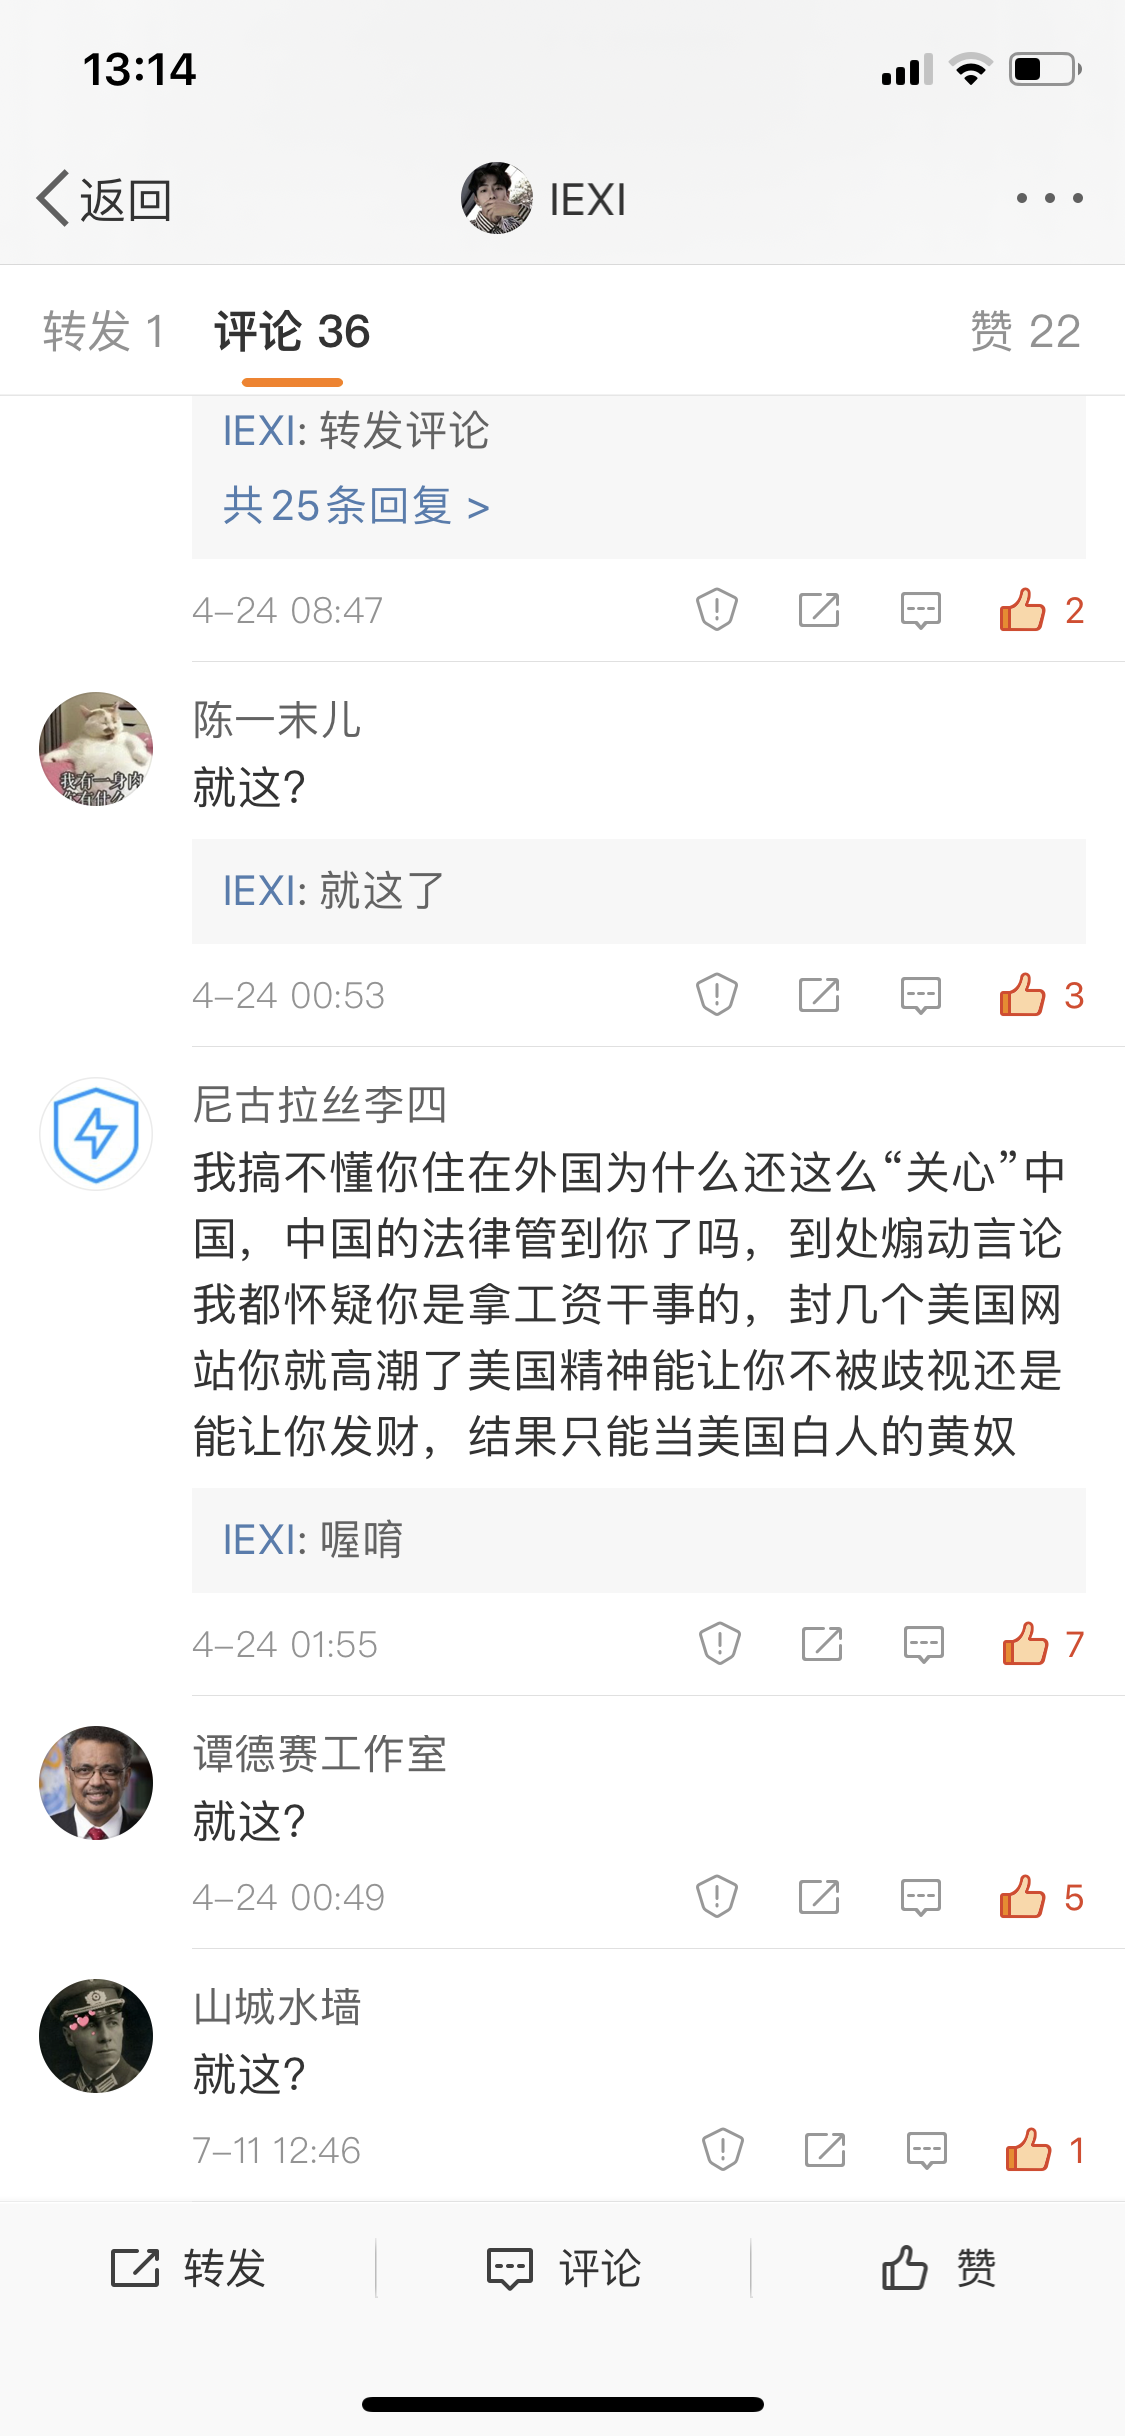 13:14
返回
IEXI
转发 1 评论 36 赞 22
IEXI: 转发评论
共25条回复 >
4-24 08:47
2
陈一末儿
就这?
IEXI: 就这了
4-24 00:53
3
我有一身肉
尼古拉丝李四
我搞不懂你住在外国为什么还这么“关心”中
国，中国的法律管到你了吗，到处煽动言论
我都怀疑你是拿工资干事的，封几个美国网
站你就高潮了美国精神能让你不被歧视还是
能让你发财，结果只能当美国白人的黄奴
IEXI: 喔唷
4-24 01:55
7
谭德赛工作室
就这?
4-24 00:49
5
山城水墙
就这?
7-11 12:46
1
转发 评论 赞